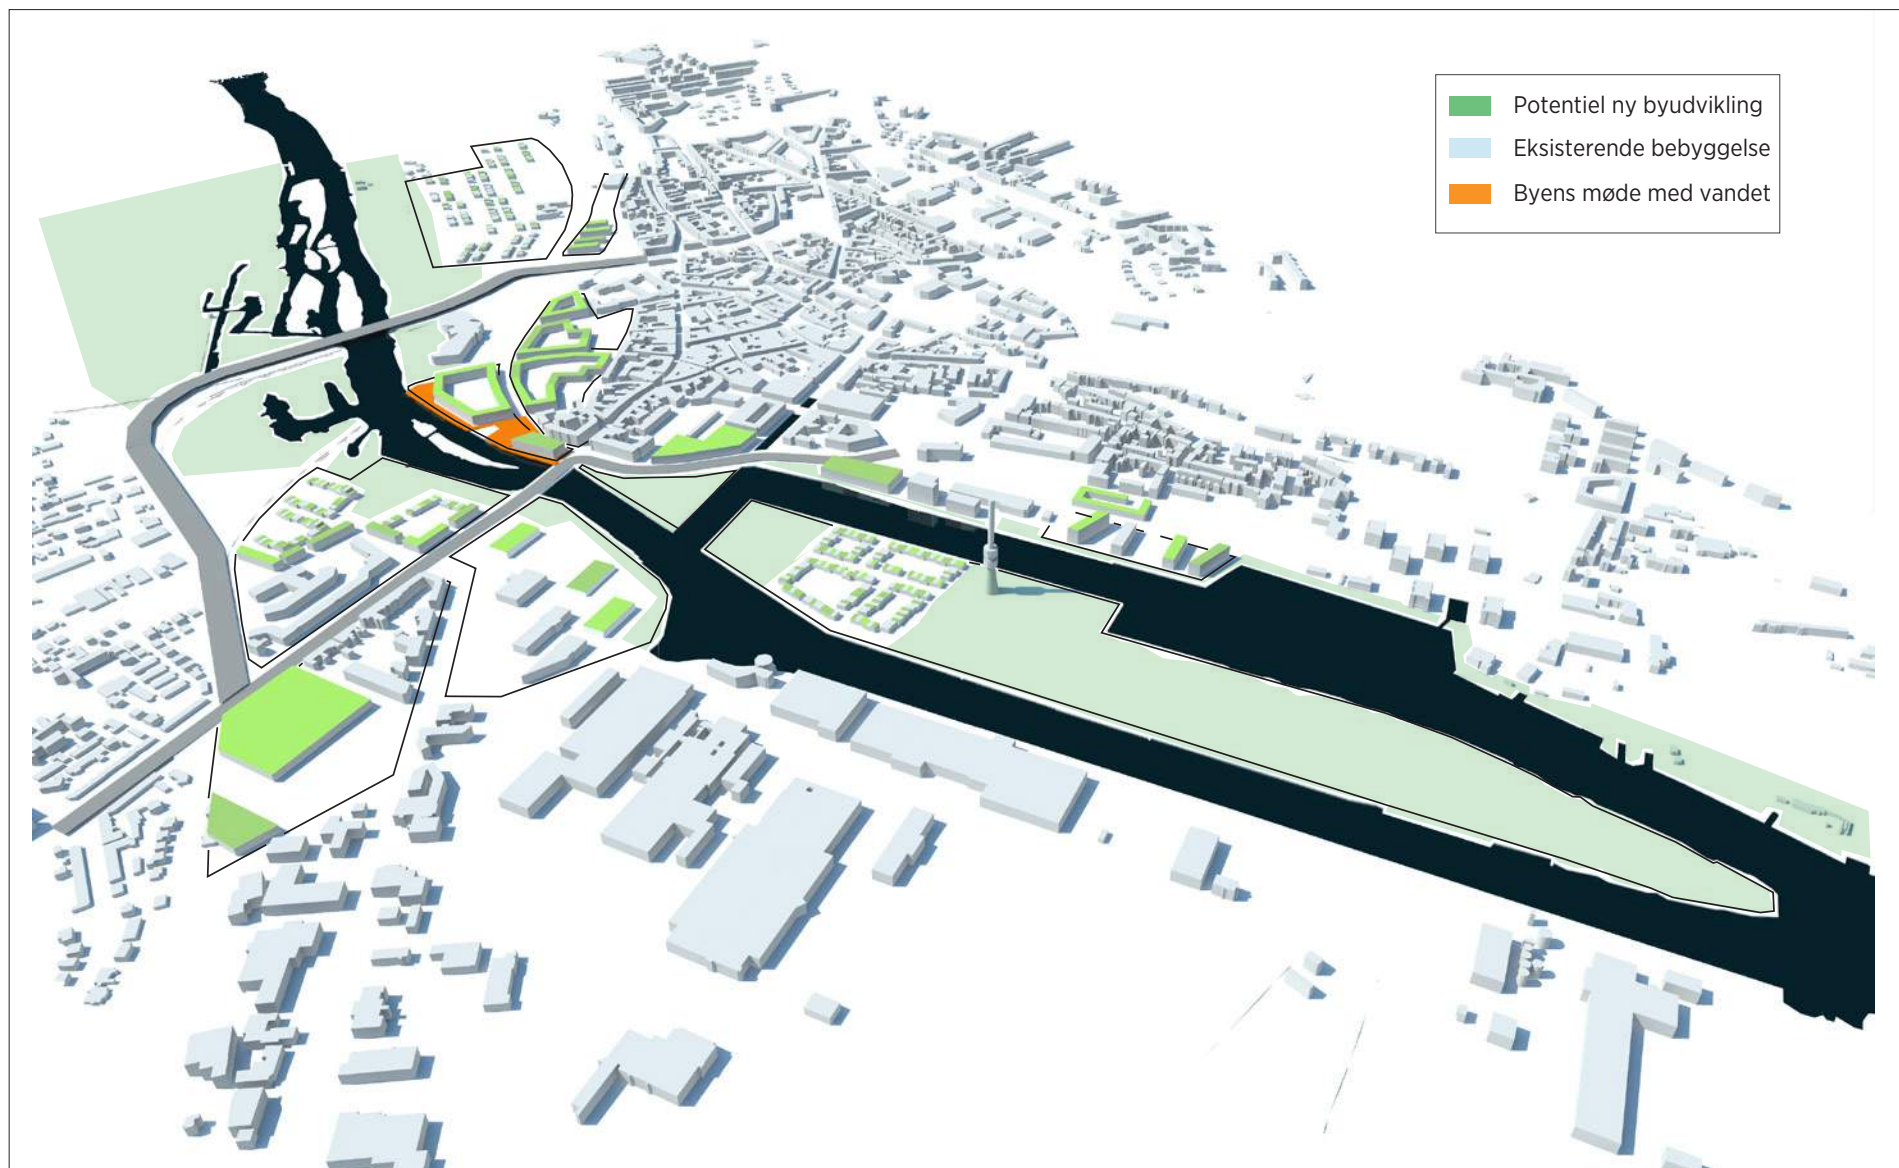 Potentiel ny byudvikling
Eksisterende bebyggelse
Byens møde med vandet